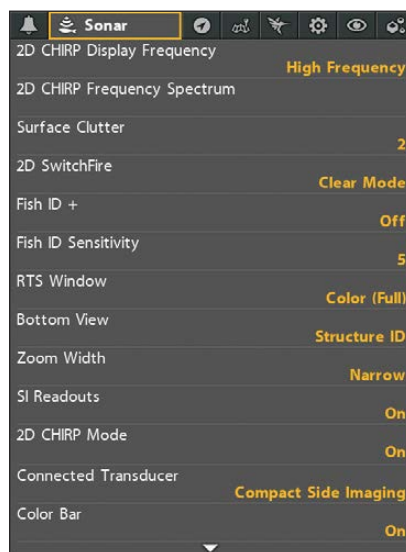 Sonar
2D CHIRP Display Frequency
High Frequency
2D CHIRP Frequency Spectrum
Surface Clutter
2
2D SwitchFire
Clear Mode
Fish ID +
Off
Fish ID Sensitivity
5
RTS Window
Color (Full)
Bottom View
Structure ID
Zoom Width
Narrow
SI Readouts
On
2D CHIRP Mode
On
Connected Transducer
Compact Side Imaging
Color Bar
On